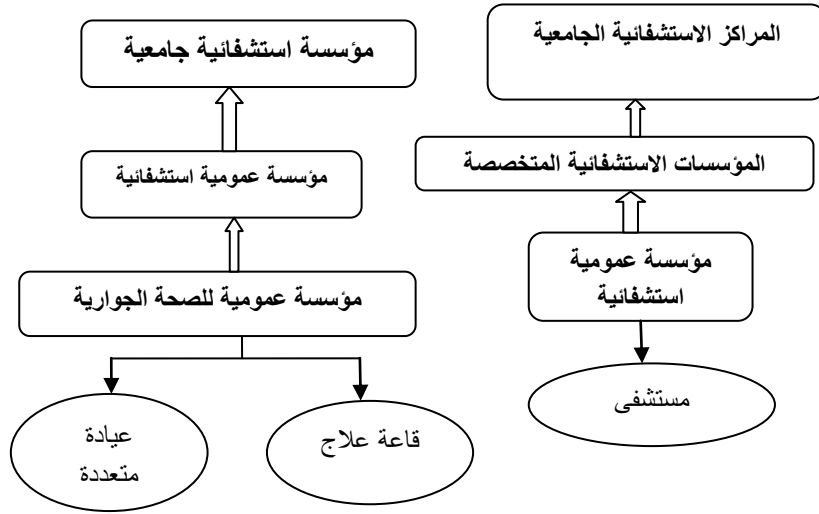 المراكز الاستشفائية الجامعية
المؤسسات الاستشفائية المتخصصة
مؤسسة عمومية
استشفائية
مستشفى
مؤسسة استشفائية جامعية
مؤسسة عمومية استشفائية
مؤسسة عمومية للصحة الجوارية
قاعة علاج
عيادة
متعددة